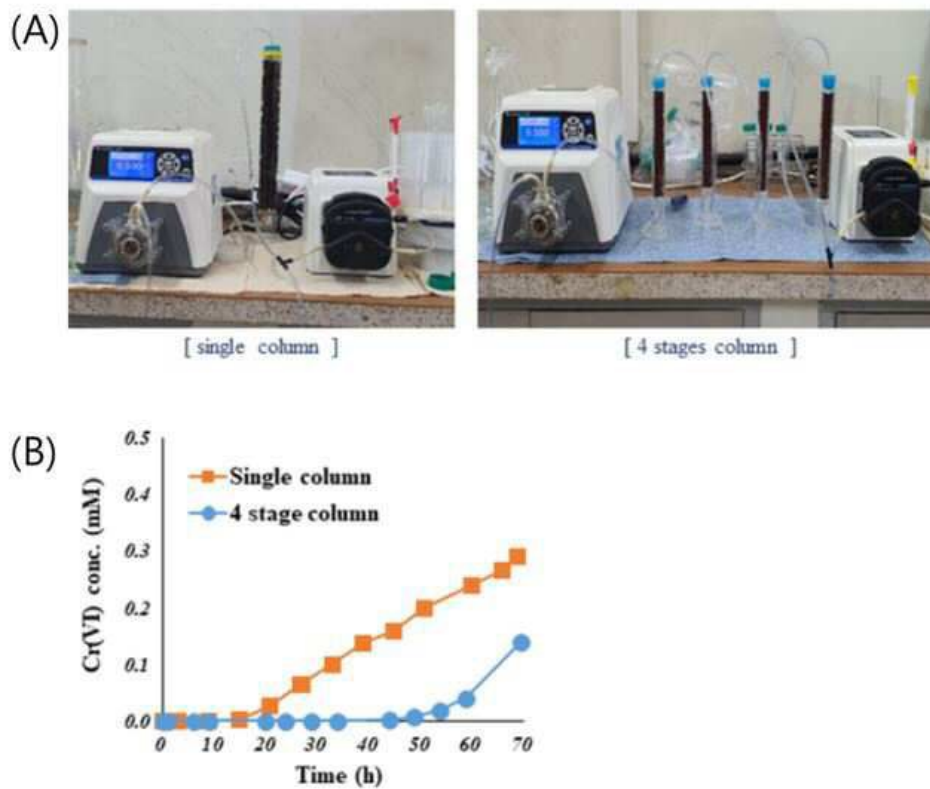 (A)
[ single column ]
[ 4 stages column ]
(B)
Cr(VI) conc. (mM)
0.5
0.4
0.3
0.2
0.1
0.0
Single column
4 stage column
0 10 20 30 40 50 60 70
Time (h)